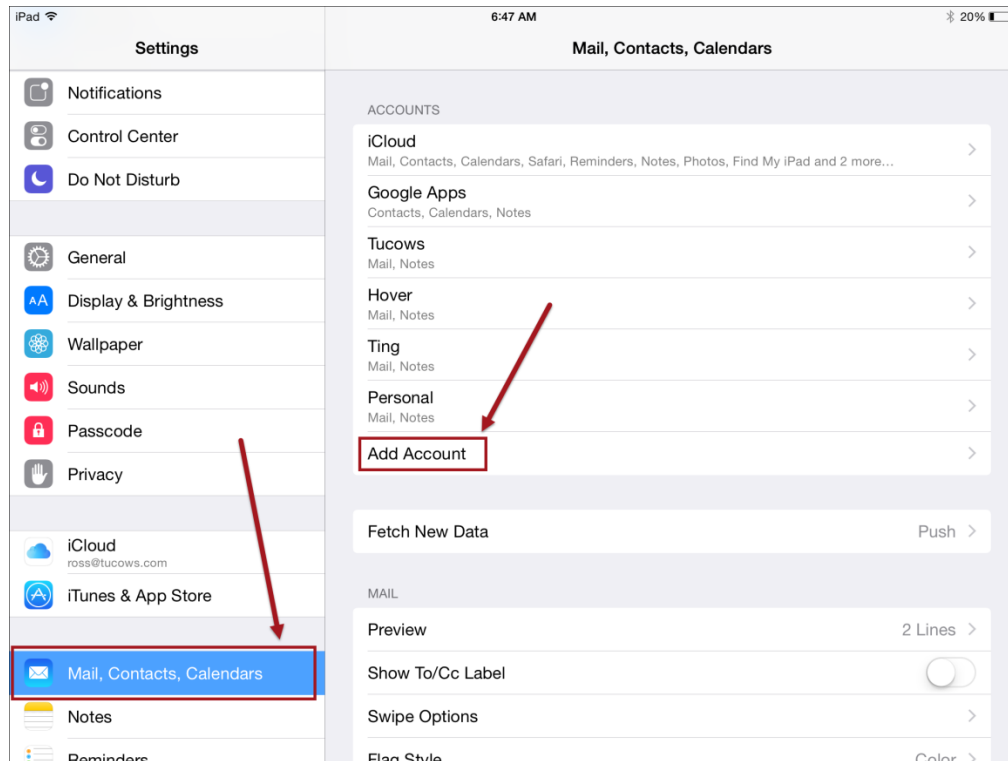 iPad
6:47 AM
20%
Settings
Mail, Contacts, Calendars
Notifications
Control Center
Do Not Disturb
General
AA Display & Brightness
Wallpaper
Sounds
Passcode
Privacy
iCloud
ross@tucows.com
iTunes & App Store
Mail, Contacts, Calendars
Notes
Reminders
ACCOUNTS
iCloud
Mail, Contacts, Calendars, Safari, Reminders, Notes, Photos, Find My iPad and 2 more...
Google Apps
Contacts, Calendars, Notes
Tucows
Mail, Notes
Hover
Mail, Notes
Ting
Mail, Notes
Personal
Mail, Notes
Add Account
Fetch New Data Push
MAIL
Preview 2 Lines
Show To/Cc Label
Swipe Options
Flag Style Color